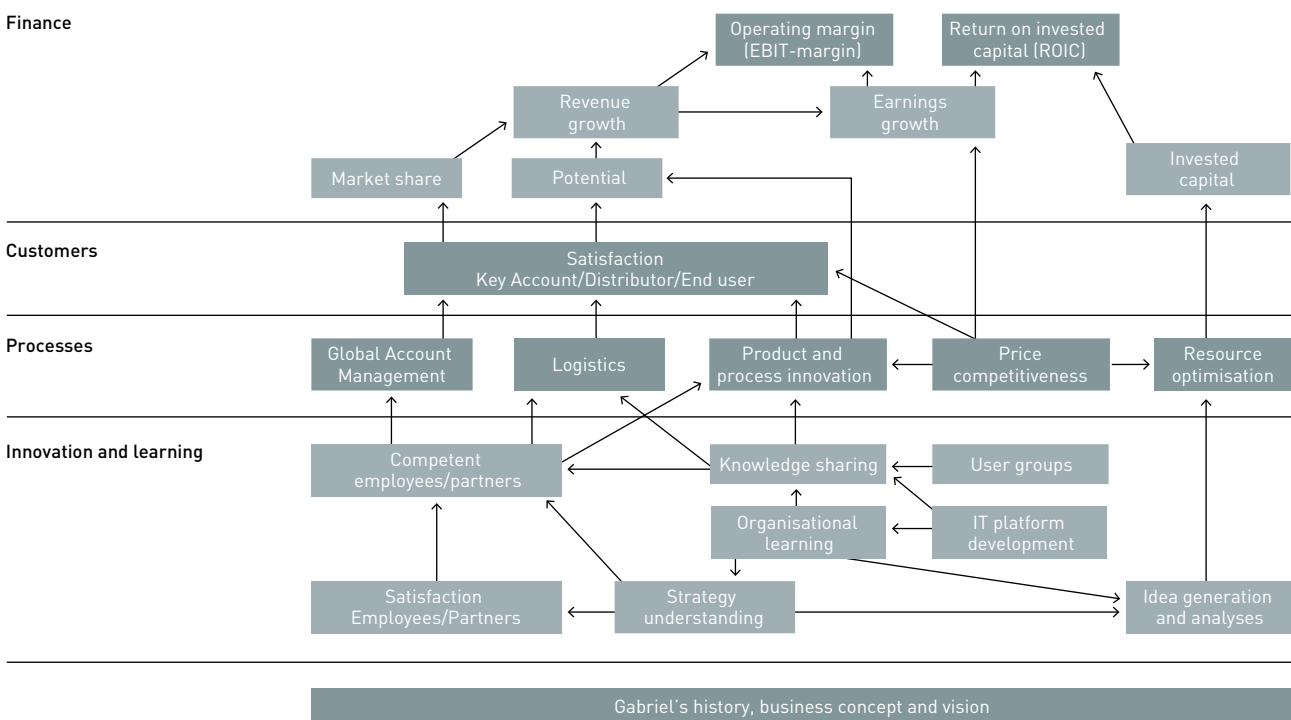 Finance
Operating margin
(EBIT-margin)
Return on invested
capital (ROIC)
Revenue
growth
Earnings
growth
Market share
Potential
Invested
capital
Customers
Satisfaction
Key Account/Distributor/End user
Processes
Global Account
Management
Logistics
Product and
process innovation
Price
competitiveness
Resource
optimisation
Innovation and learning
Competent
employees/partners
Knowledge sharing
User groups
Organisational
learning
IT platform
development
Satisfaction
Employees/Partners
Strategy
understanding
Idea generation
and analyses
Gabriel's history, business concept and vision